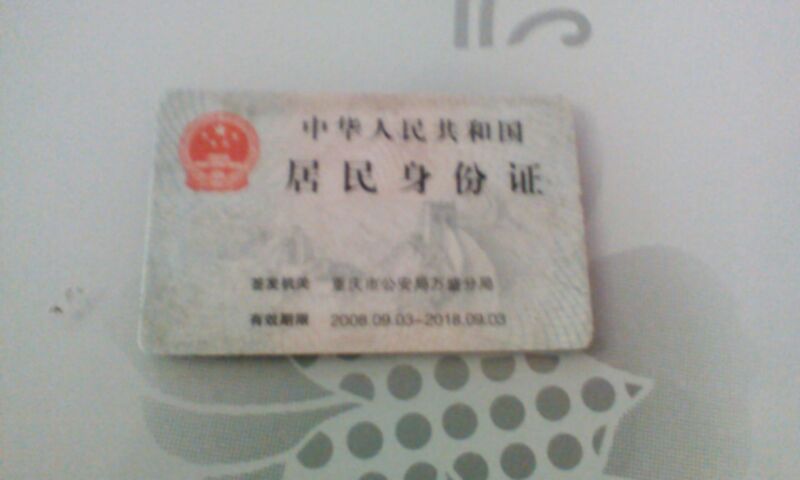 中华人民共和国
居民身份证
签发机关 重庆市公安局万盛分局
有效期限 2008.09.03-2018.09.03